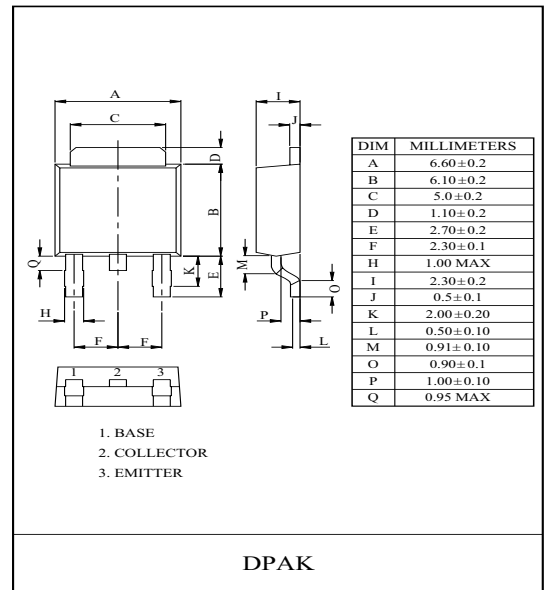 A
C
D
B
Q
K
E
H
F F
1 2 3
I
J
M
O
P
L
1. BASE
2. COLLECTOR
3. EMITTER
DIM MILLIMETERS
A 6.60±0.2
B 6.10±0.2
C 5.0±0.2
D 1.10±0.2
E 2.70±0.2
F 2.30±0.1
H 1.00 MAX
I 2.30±0.2
J 0.5±0.1
K 2.00±0.20
L 0.50±0.10
M 0.91±0.10
O 0.90±0.1
P 1.00±0.10
Q 0.95 MAX
DPAK